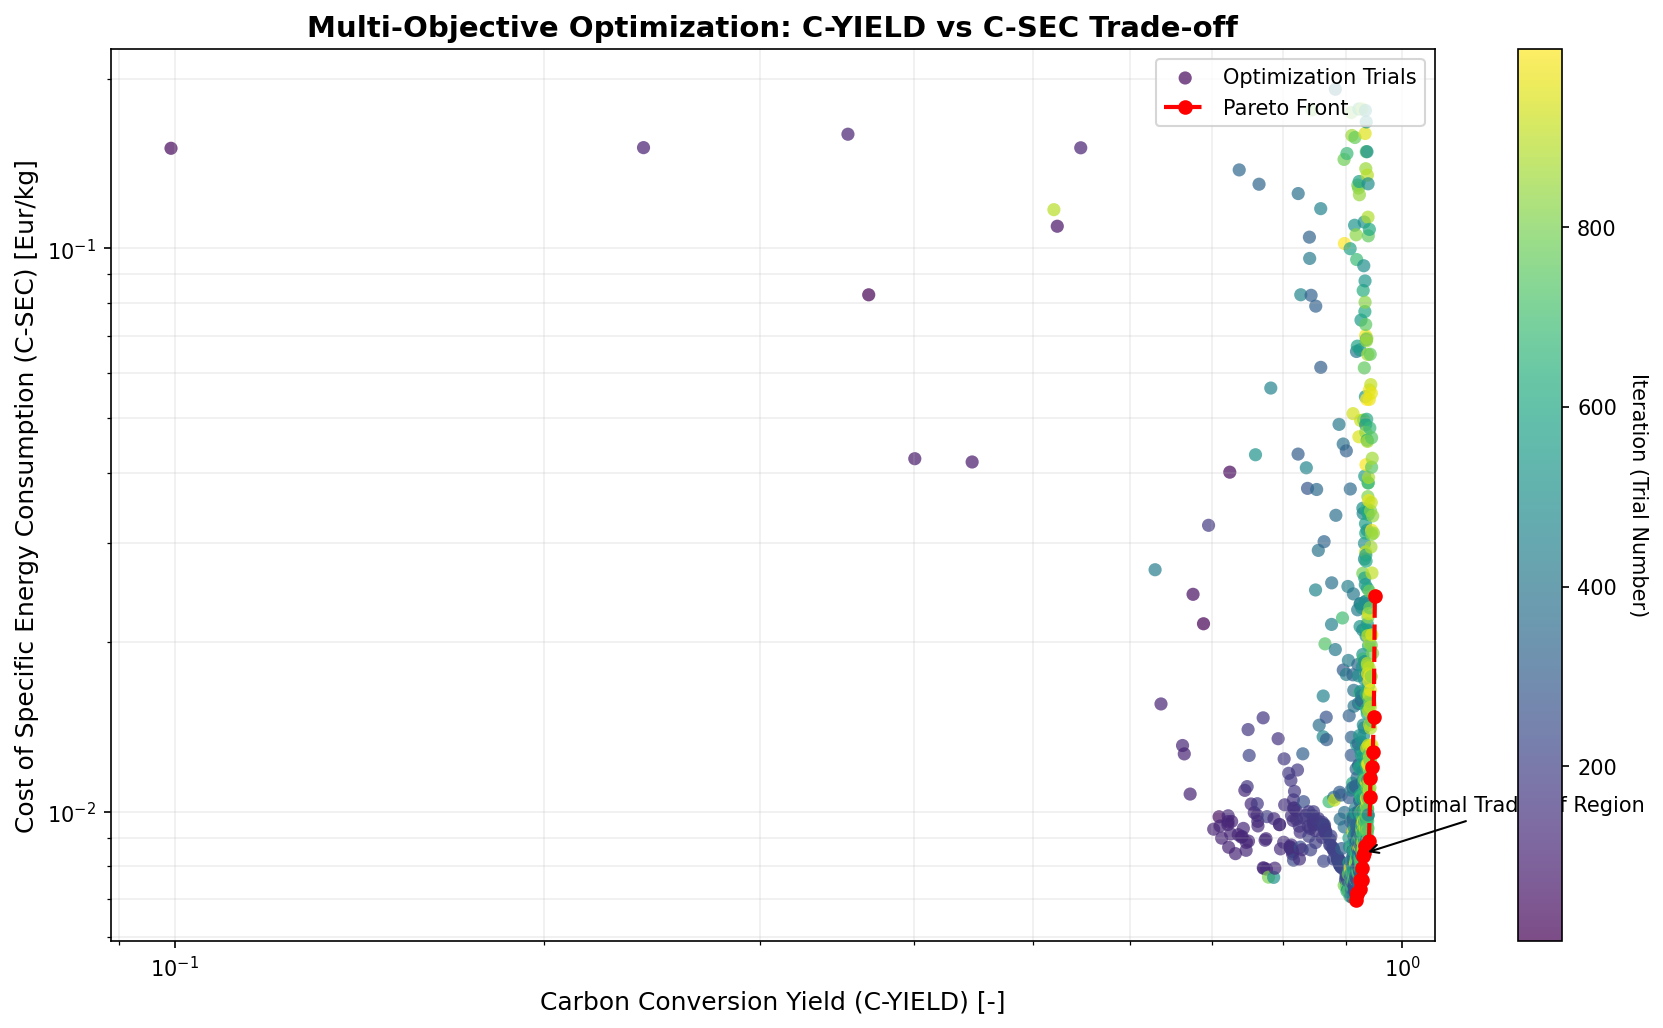 Multi-Objective Optimization: C-YIELD vs C-SEC Trade-off
Optimization Trials
Pareto Front
Cost of Specific Energy Consumption (C-SEC) [Eur/kg]
10⁻¹
10⁻²
10⁻¹
10⁰
Carbon Conversion Yield (C-YIELD) [-]
Optimal Trade-off Region
800
600
400
200
Iteration (Trial Number)